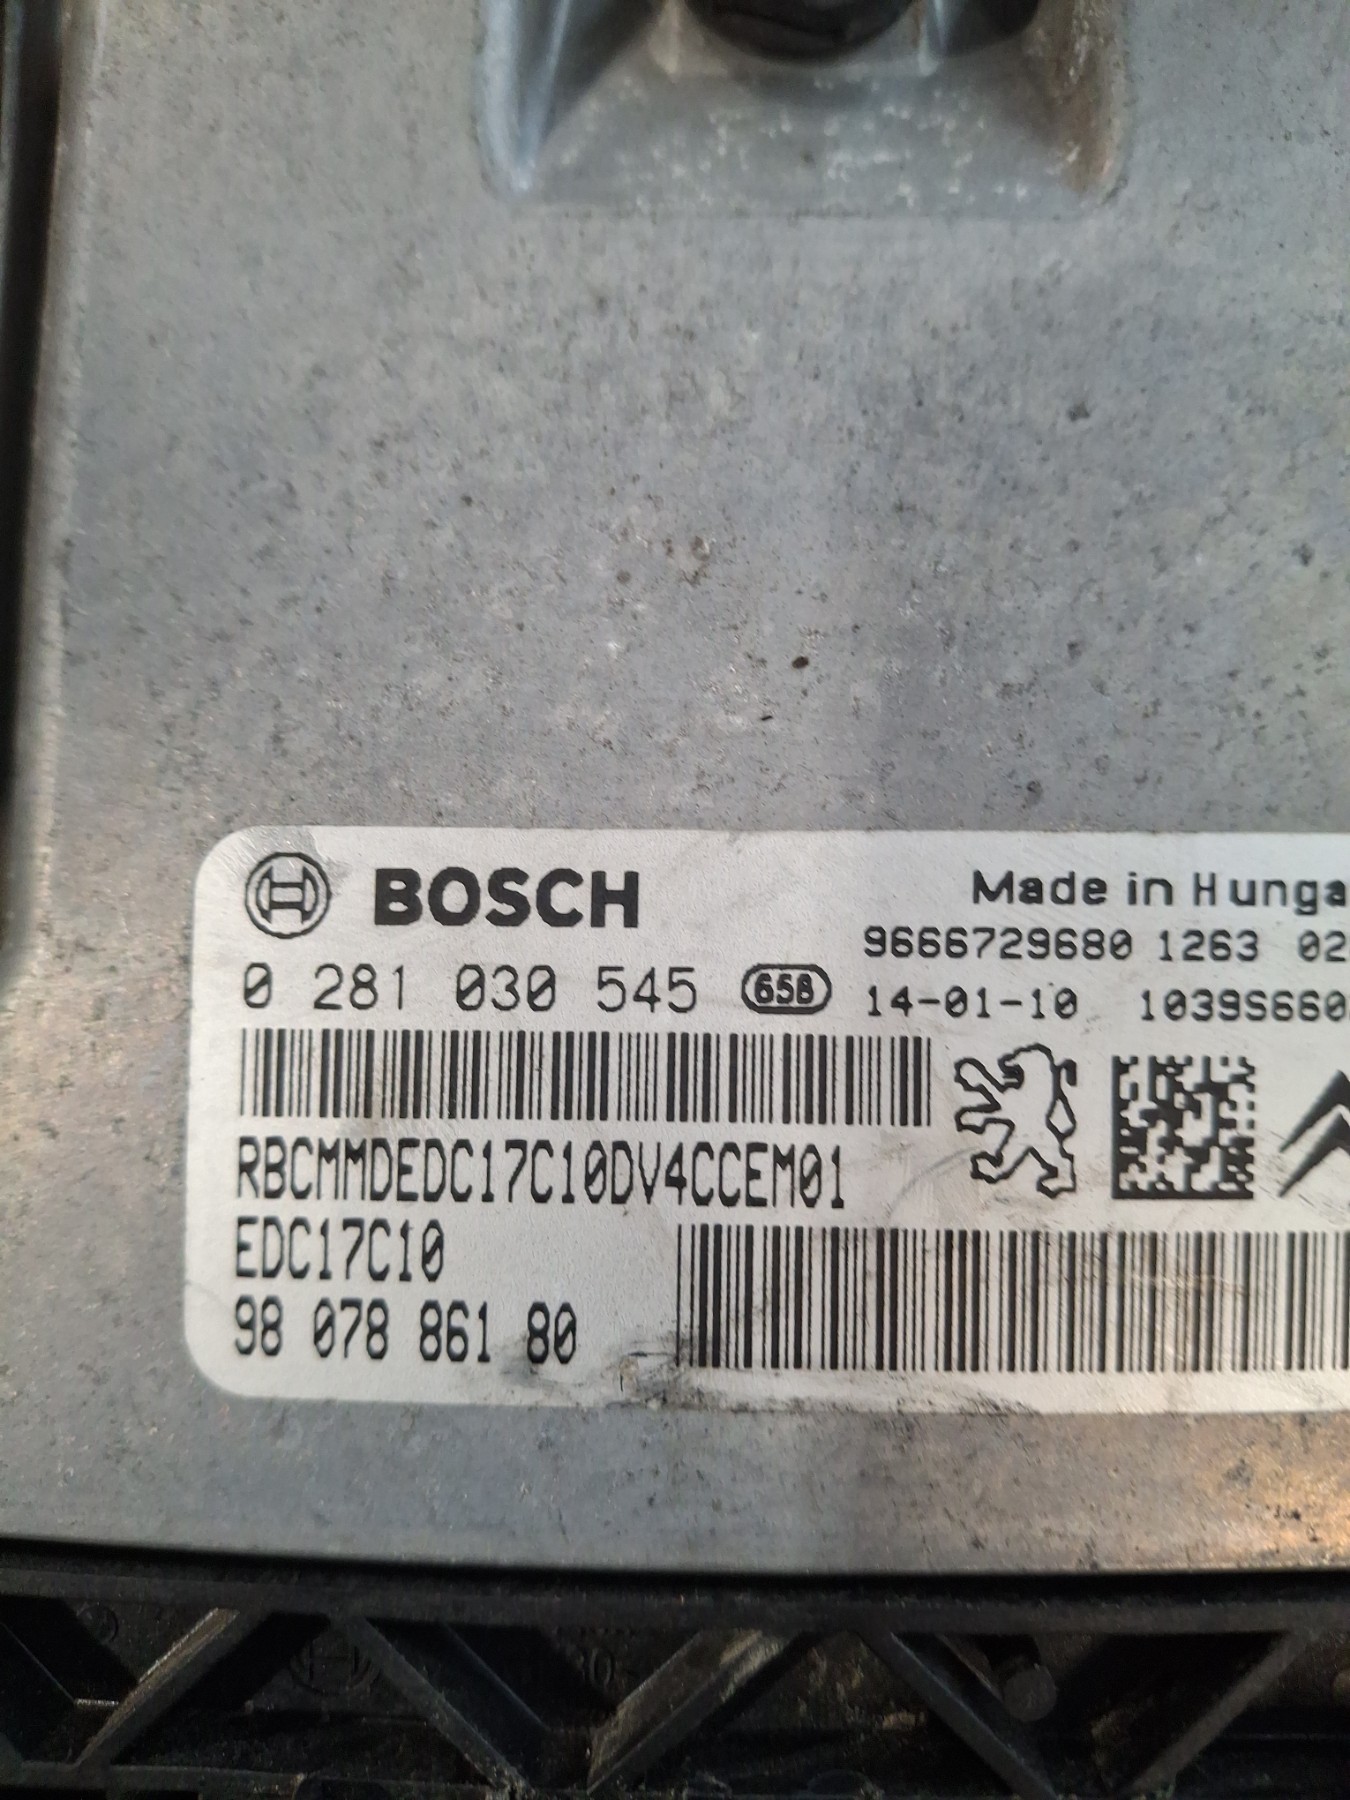 BOSCH
Made in Hunga
9666729680 1263 02
0 281 030 545 658
14-01-10 1039S660
RBCMMDEDC17C10DV4CCEM01
EDC17C10
98 078 861 80